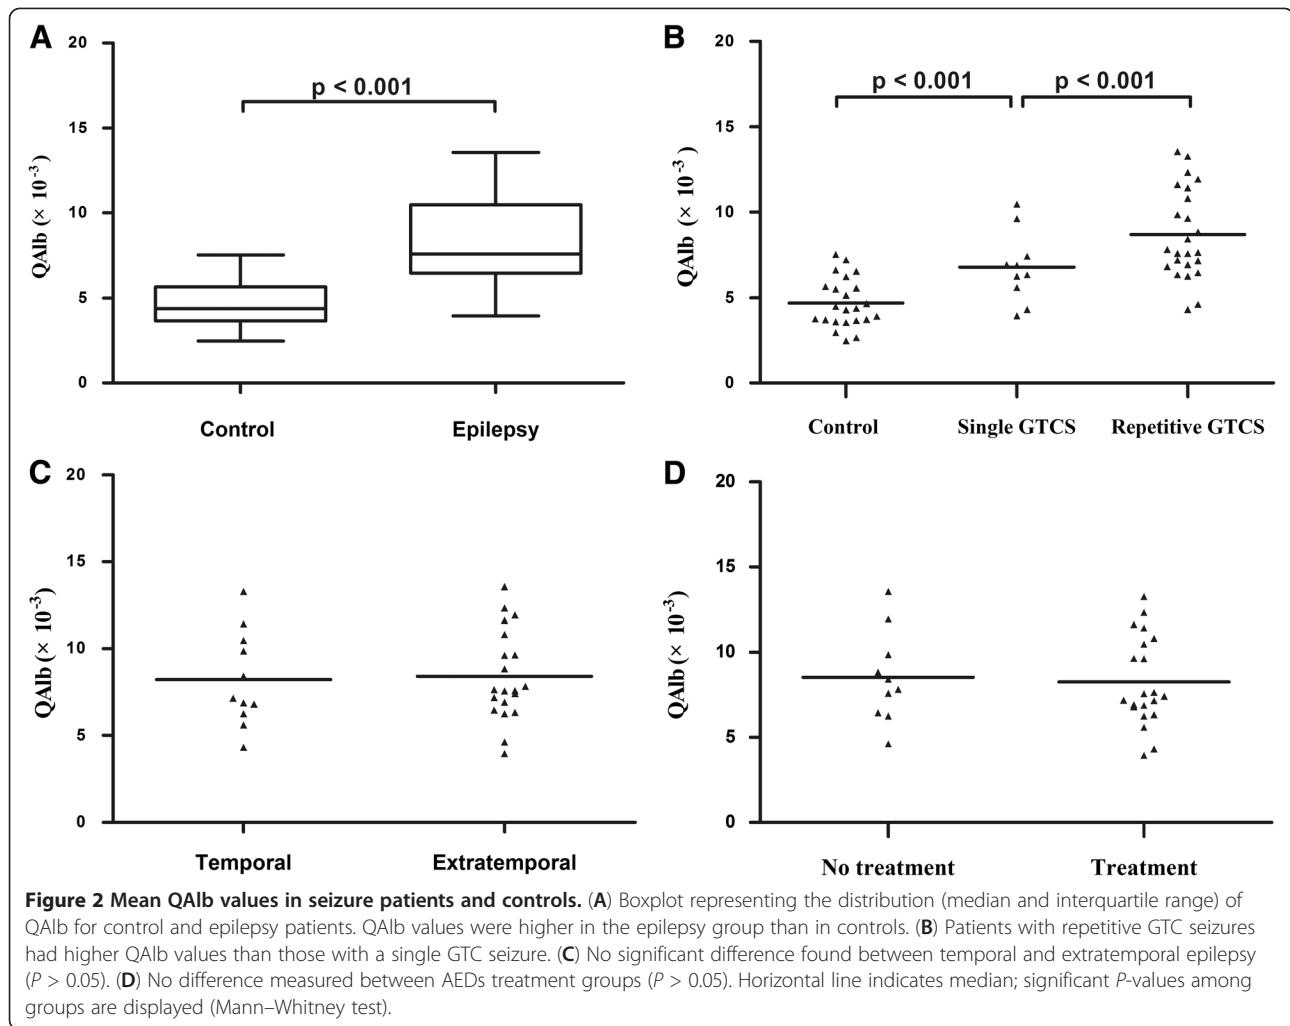 A
20
15
10
5
0
QAlb (× 10⁻³)
p < 0.001
Control Epilepsy
B
20
15
10
5
0
QAlb (× 10⁻³)
p < 0.001 p < 0.001
Control Single GTCS Repetitive GTCS
C
20
15
10
5
0
QAlb (× 10⁻³)
Temporal Extratemporal
D
20
15
10
5
0
QAlb (× 10⁻³)
No treatment Treatment
Figure 2 Mean QAlb values in seizure patients and controls. (A) Boxplot representing the distribution (median and interquartile range) of
QAlb for control and epilepsy patients. QAlb values were higher in the epilepsy group than in controls. (B) Patients with repetitive GTC seizures
had higher QAlb values than those with a single GTC seizure. (C) No significant difference found between temporal and extratemporal epilepsy
(P > 0.05). (D) No difference measured between AEDs treatment groups (P > 0.05). Horizontal line indicates median; significant P-values among
groups are displayed (Mann–Whitney test).